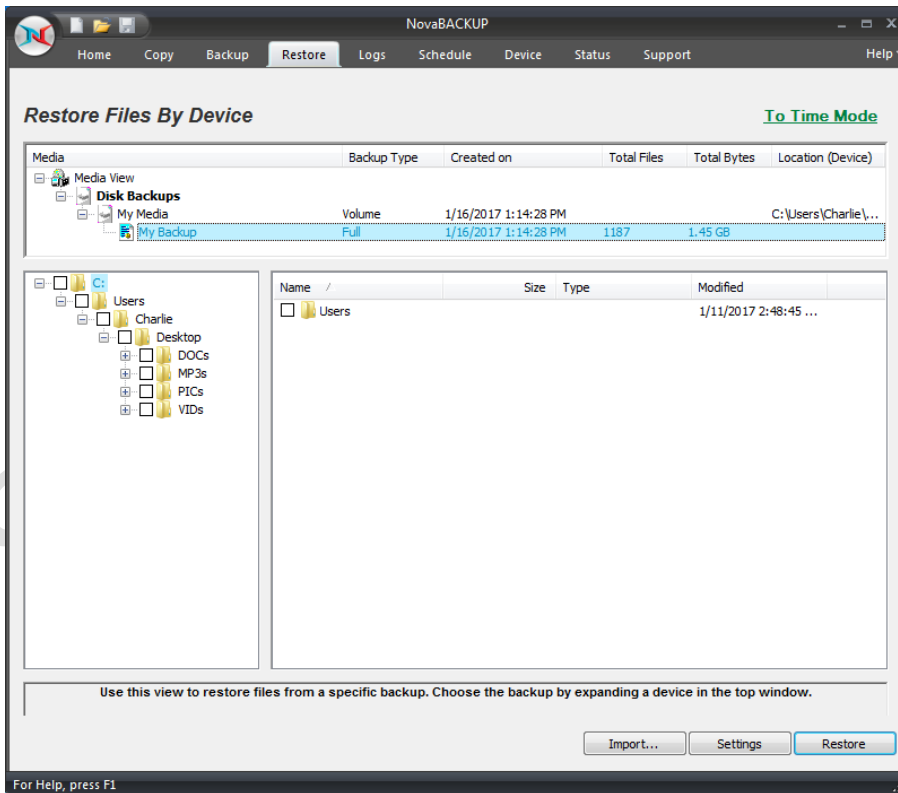 NovaBACKUP
Home Copy Backup Restore Logs Schedule Device Status Support Help
Restore Files By Device To Time Mode
Media Backup Type Created on Total Files Total Bytes Location (Device)
Media View
Disk Backups
My Media Volume 1/16/2017 1:14:28 PM C:\Users\Charlie\...
My Backup Full 1/16/2017 1:14:28 PM 1187 1.45 GB
C:
Users
Charlie
Desktop
DOCs
MP3s
PICs
VIDs
Name Size Type Modified
Users 1/11/2017 2:48:45 ...
Use this view to restore files from a specific backup. Choose the backup by expanding a device in the top window.
Import... Settings Restore
For Help, press F1